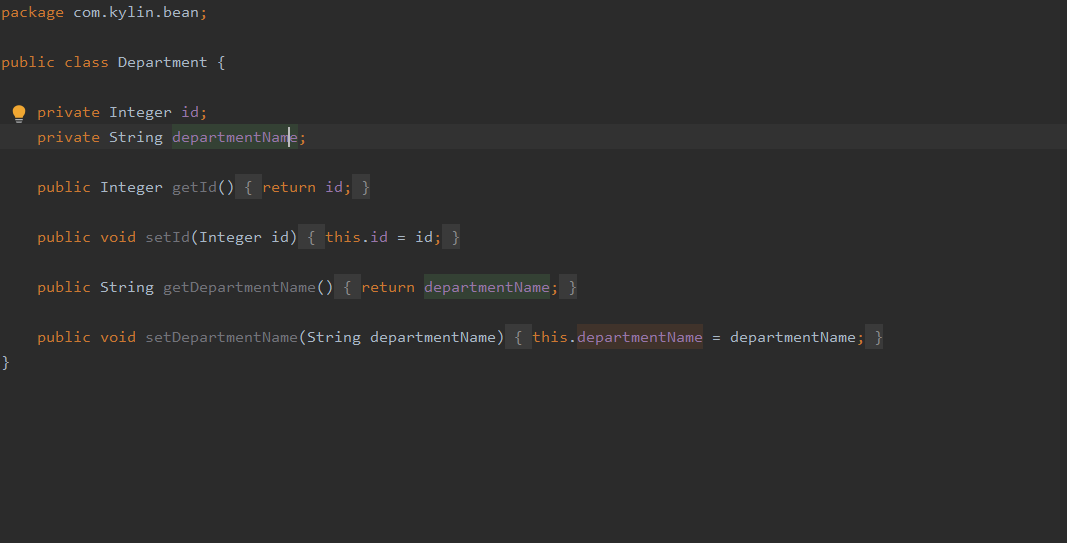 package com.kylin.bean;
public class Department {
private Integer id;
private String departmentName;
public Integer getId() { return id; }
public void setId(Integer id) { this.id = id; }
public String getDepartmentName() { return departmentName; }
public void setDepartmentName(String departmentName) { this.departmentName = departmentName; }
}